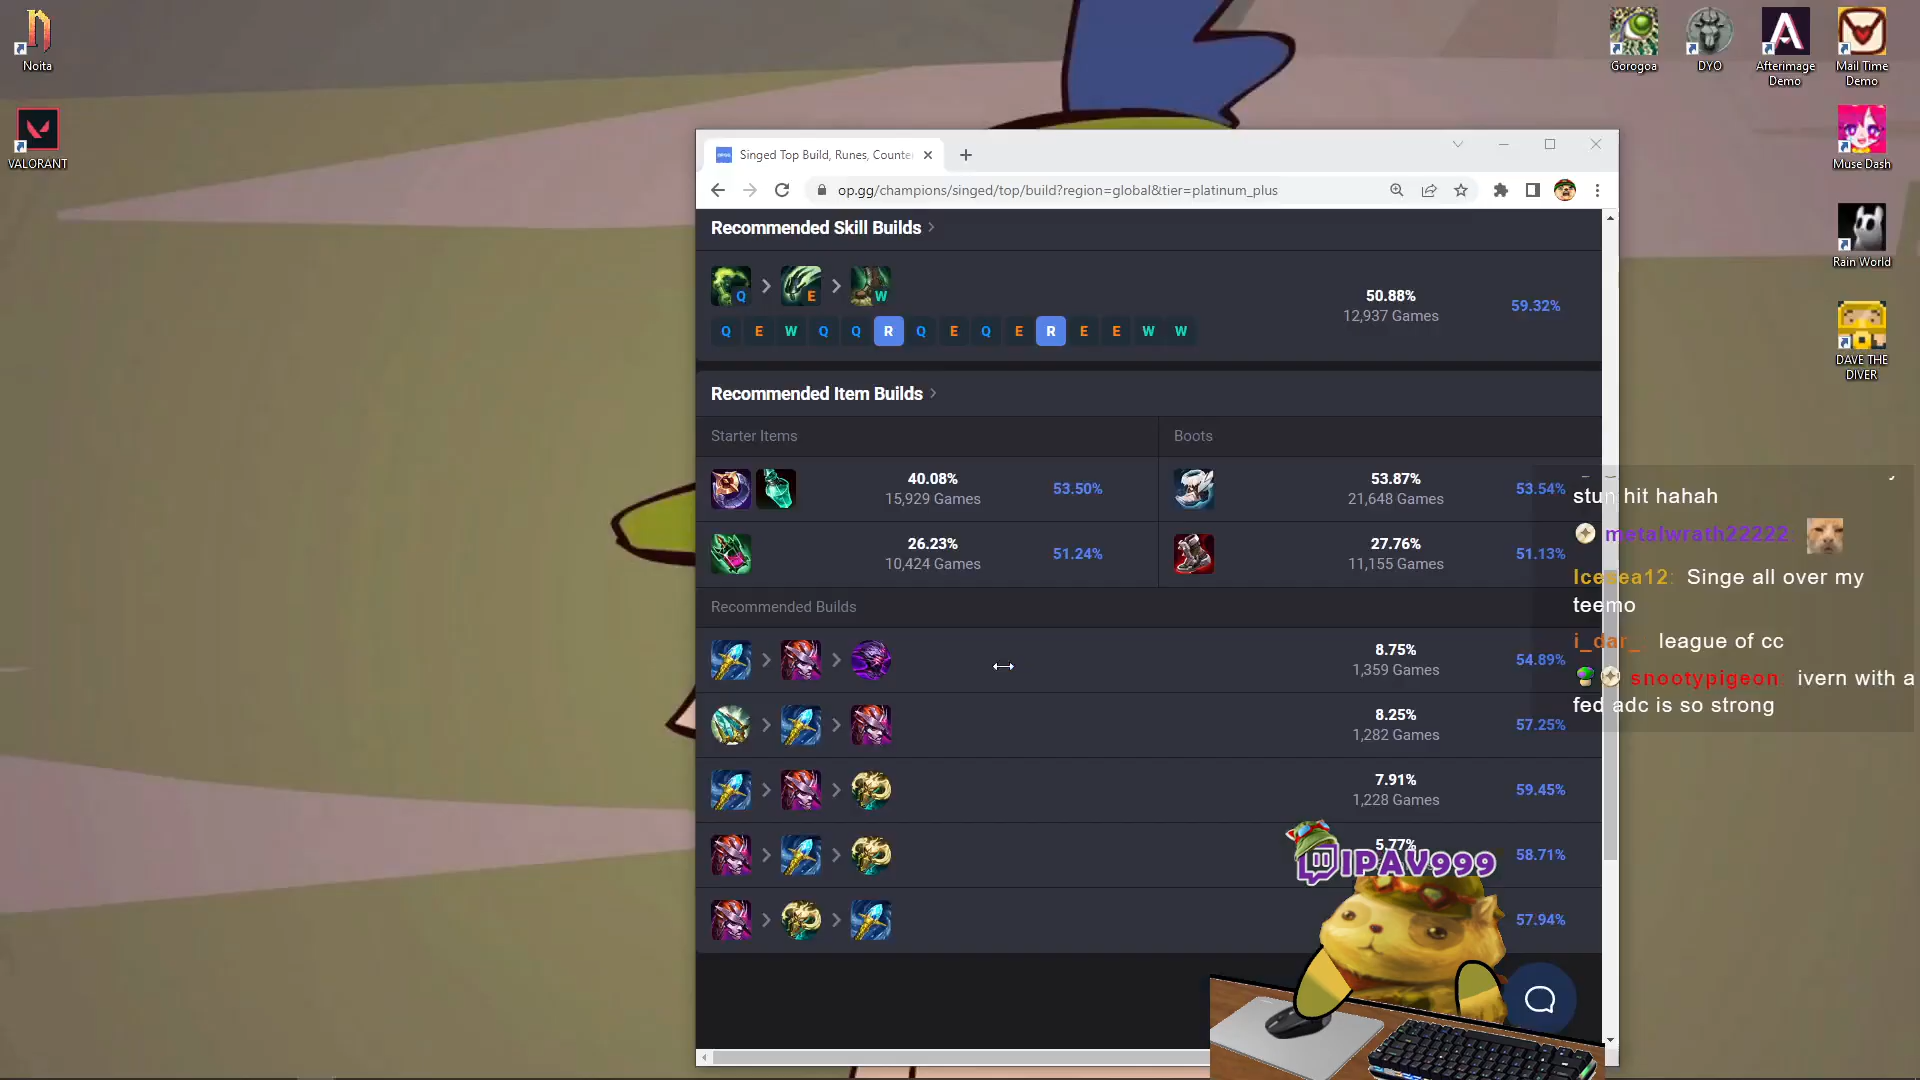 Noita
VALORANT
Gorogoa
DYO
Afterimage
Demo
Mail Time
Demo
Muse Dash
Rain World
DAVE THE
DIVER
Singed Top Build, Runes, Counte
op.gg/champions/singed/top/build?region=global&tier=platinum_plus
Recommended Skill Builds
Q E W
50.88%
12,937 Games
59.32%
Q E W Q Q R Q E Q E R E E W W
Recommended Item Builds
Starter Items
Boots
40.08%
15,929 Games
53.50%
53.87%
21,648 Games
53.54%
26.23%
10,424 Games
51.24%
27.76%
11,155 Games
51.13%
Recommended Builds
8.75%
1,359 Games
54.89%
8.25%
1,282 Games
57.25%
7.91%
1,228 Games
59.45%
5.77%
58.71%
57.94%
IPAV999
stun hit hahah
metalwrath22222:
Icesea12: Singe all over my
teemo
i_dar_ league of cc
snootypigeon: ivern with a
fed adc is so strong